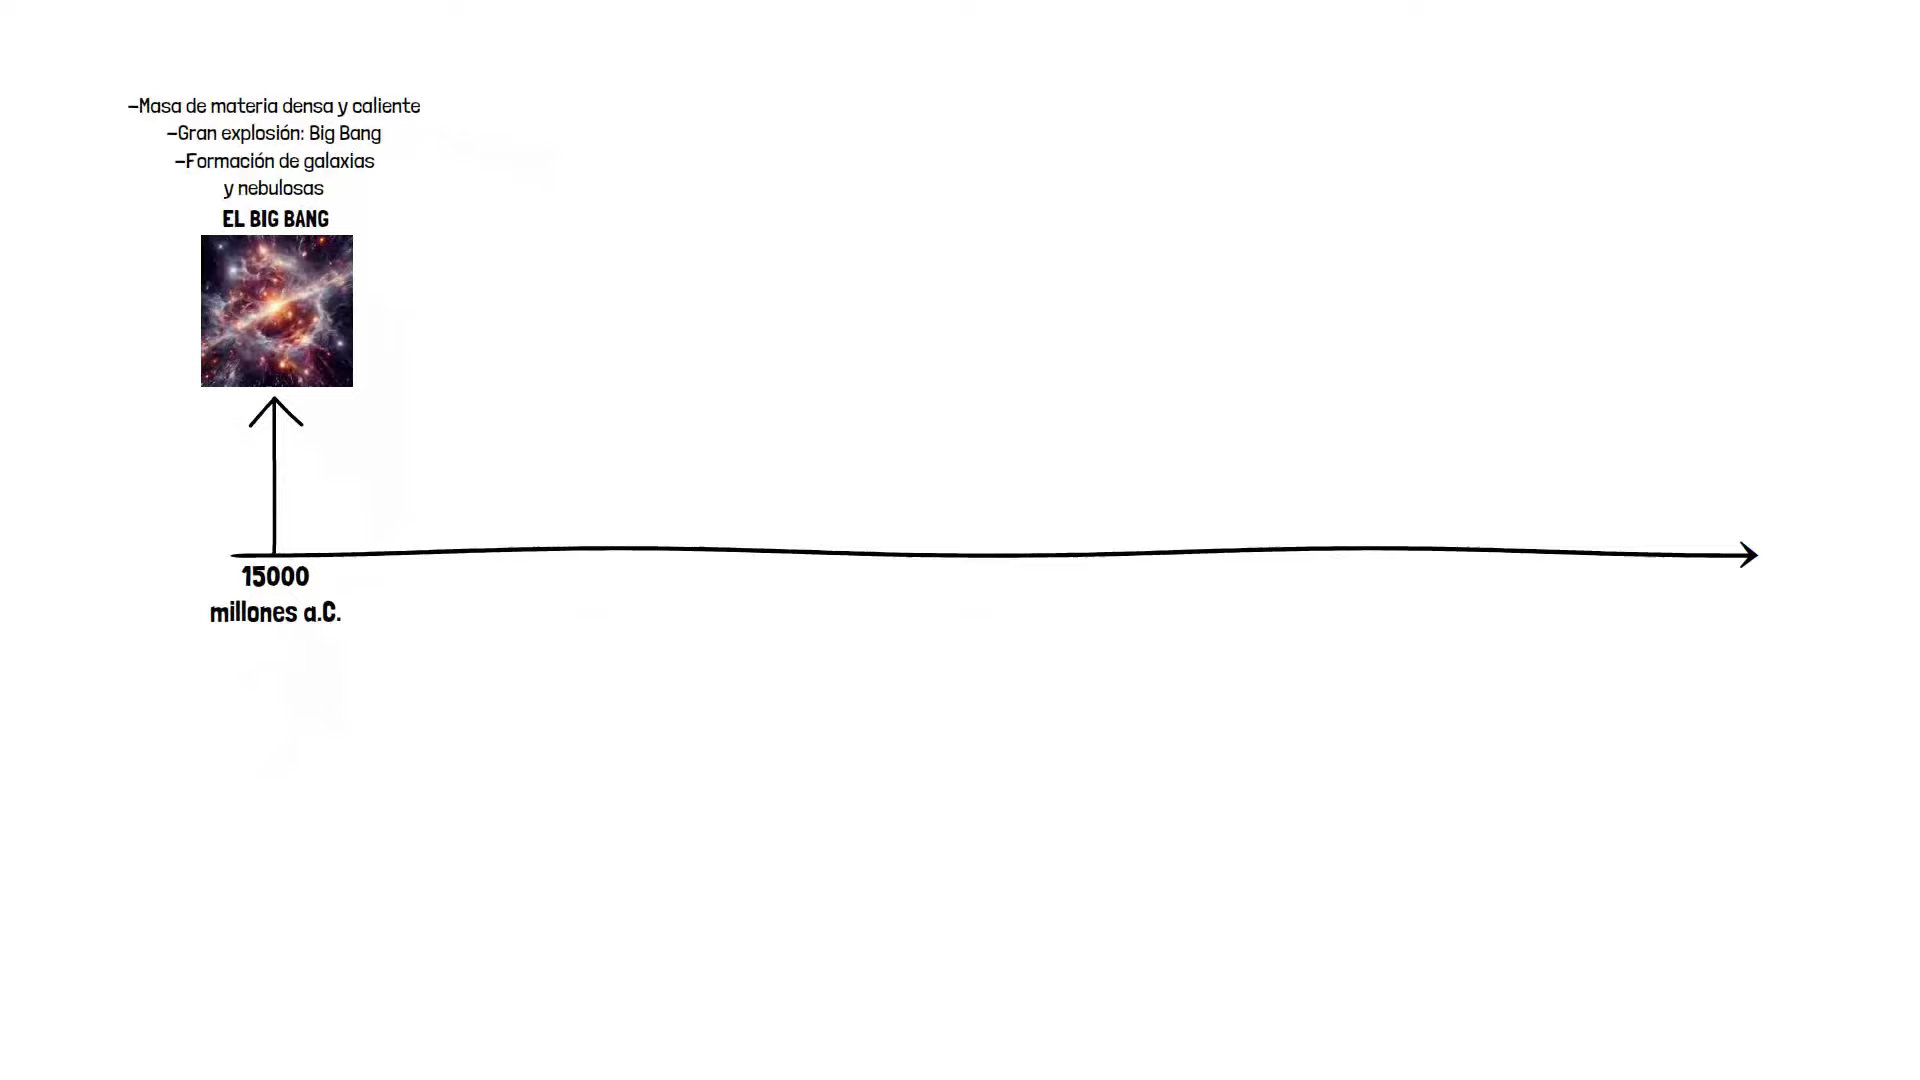 -Masa de materia densa y caliente
-Gran explosión: Big Bang
-Formación de galaxias
y nebulosas
EL BIG BANG
15000
millones a.C.